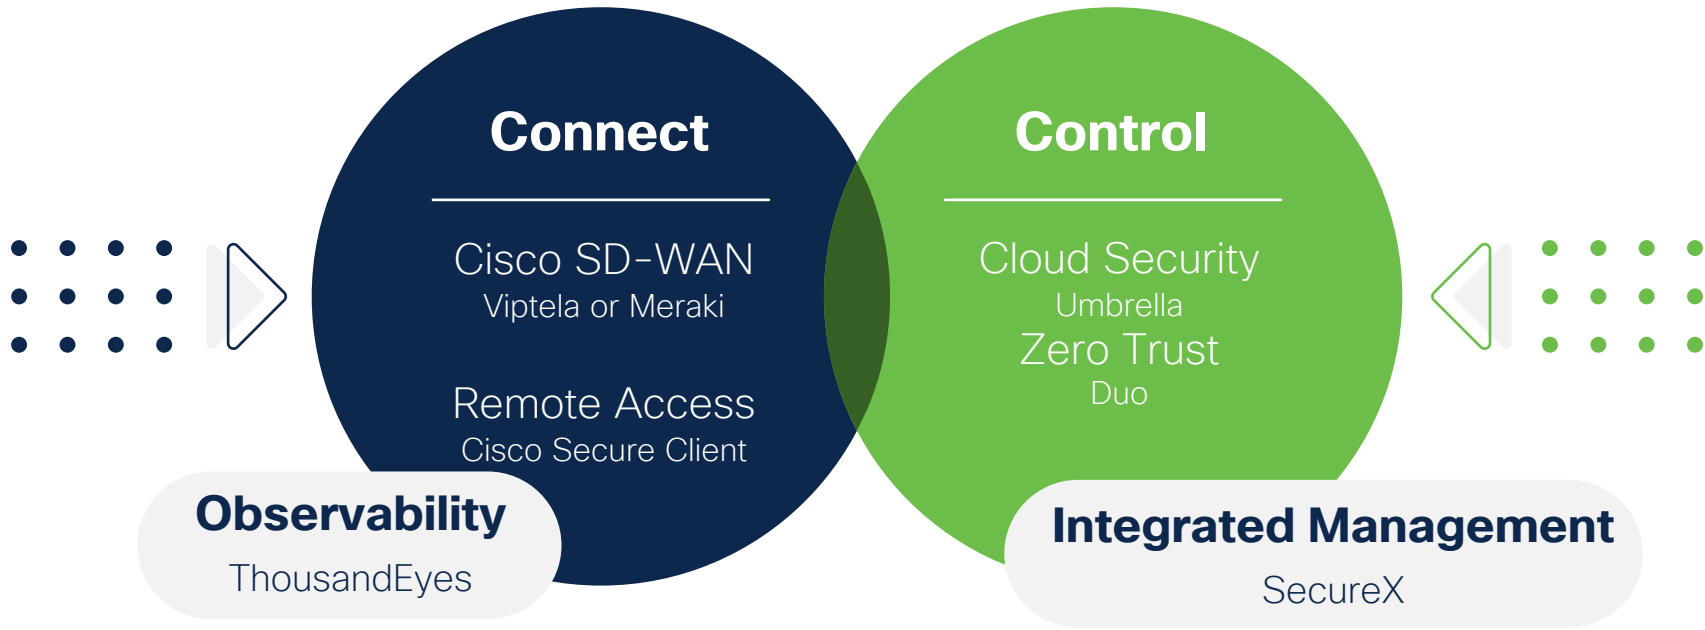 Connect
Cisco SD-WAN
Viptela or Meraki
Remote Access
Cisco Secure Client
Observability
ThousandEyes
Control
Cloud Security
Umbrella
Zero Trust
Duo
Integrated Management
SecureX